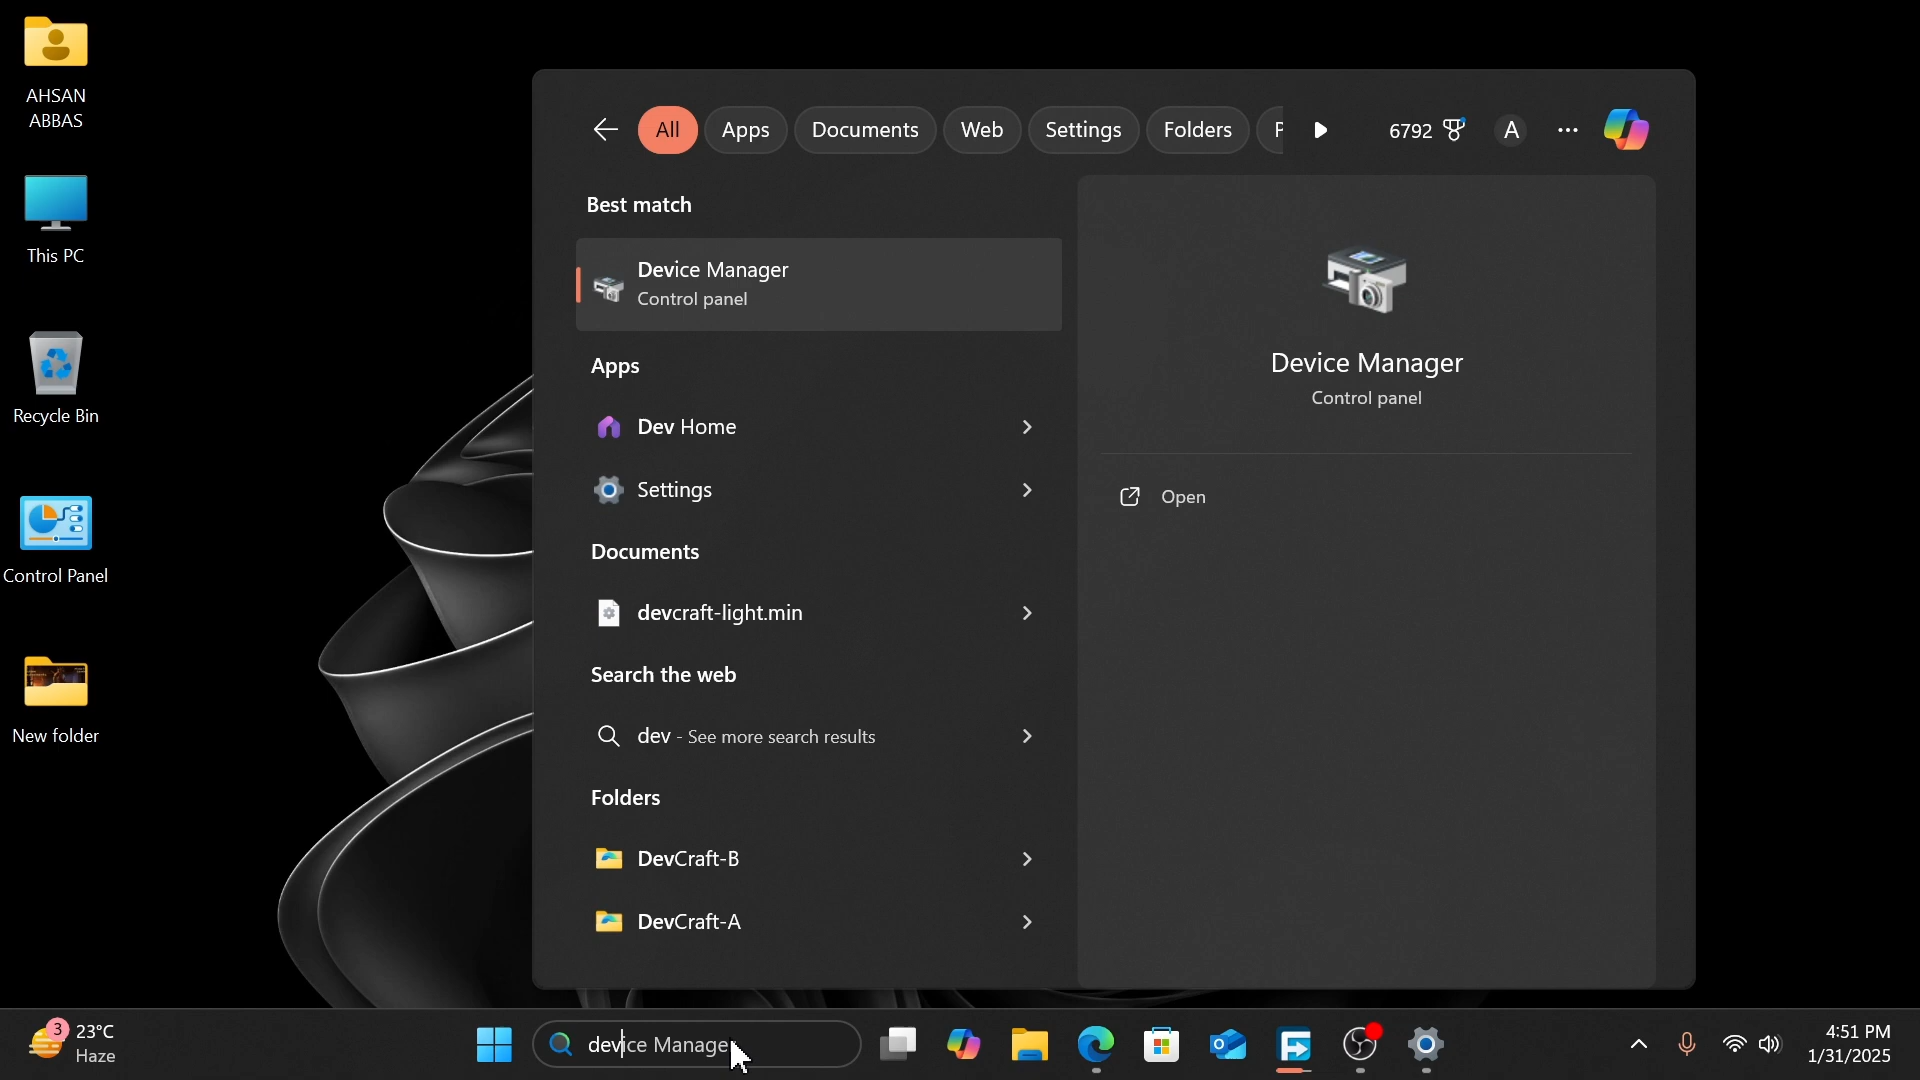 AHSAN
ABBAS
This PC
Recycle Bin
Control Panel
New folder
All
Apps
Documents
Web
Settings
Folders
P
6792
A
Best match
Device Manager
Control panel
Apps
Dev Home
Settings
Documents
devcraft-light.min
Search the web
dev - See more search results
Folders
DevCraft-B
DevCraft-A
Device Manager
Control panel
Open
3
23°C
Haze
device Manager
4:51 PM
1/31/2025